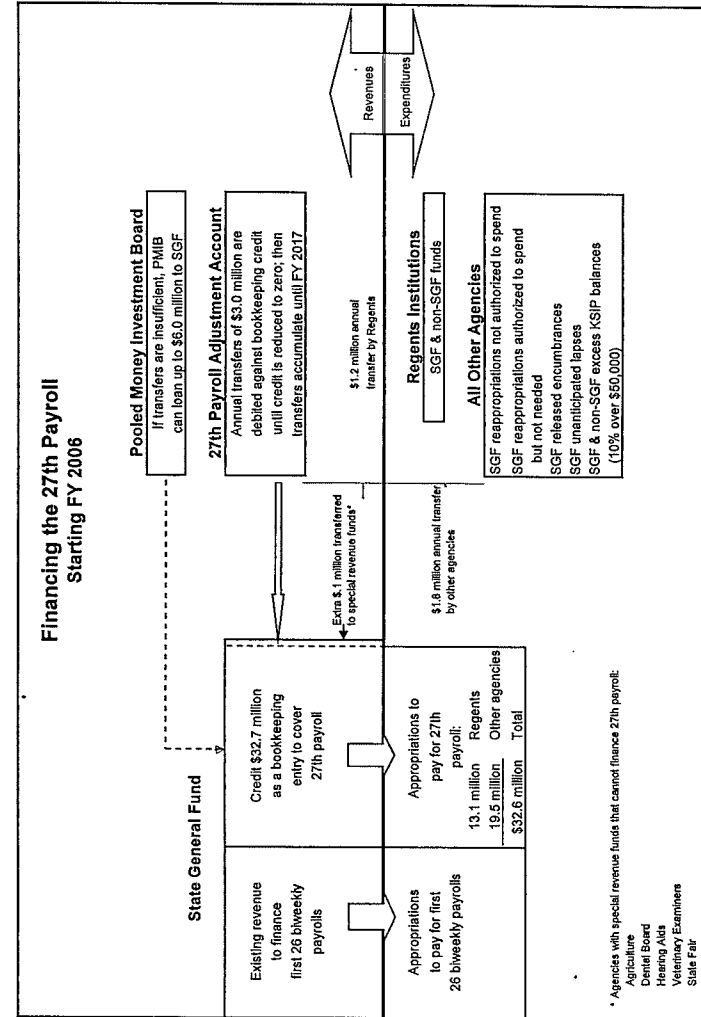 Financing the 27th Payroll
Starting FY 2006
State General Fund
Existing revenue
to finance
first 26 biweekly
payrolls
Credit $32.7 million
as a bookkeeping
entry to cover
27th payroll
Pooled Money Investment Board
If transfers are insufficient, PMIB
can loan up to $6.0 million to SGF
27th Payroll Adjustment Account
Annual transfers of $3.0 million are
debited against bookkeeping credit
until credit is reduced to zero; then
transfers accumulate until FY 2017
Extra $.1 million transferred
to special revenue funds*
$1.2 million annual
transfer by Regents
Revenues
Expenditures
Appropriations
to pay for first
26 biweekly payrolls
Appropriations to
pay for 27th
payroll:
13.1 million Regents
19.5 million Other agencies
$32.6 million Total
$1.8 million annual transfer
by other agencies
Regents Institutions
SGF & non-SGF funds
All Other Agencies
SGF reappropriations not authorized to spend
SGF reappropriations authorized to spend
but not needed
SGF released encumbrances
SGF unanticipated lapses
SGF & non-SGF excess KSIP balances
(10% over $50,000)
* Agencies with special revenue funds that cannot finance 27th payroll:
Agriculture
Dental Board
Hearing Aids
Veterinary Examiners
State Fair